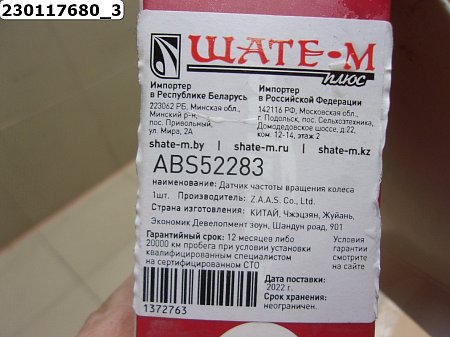 230117680_3
ШАТЕ-М
ПЛЮС
Импортер
в Республике Беларусь
223062 РБ, Минская обл.,
Минский р-н,
пос. Привольный,
ул. Мира, 2А
Импортер
в Российской Федерации
142116 РФ, Московская обл.,
г. Подольск, пос. Сельхозтехника,
Домодедовское шоссе, д.22,
ком. 12-14, этаж 2
shate-m.by | shate-m.ru | shate-m.kz
ABS52283
наименование: Датчик частоты вращения колеса
1шт. Производитель: Z.A.A.S. Co., Ltd.
Страна изготовления: КИТАЙ, Чжэцзян, Жуйань,
Экономик Девелопмент зоун, Шандун роад, 901
Гарантийный срок: 12 месяцев либо
20000 км пробега при условии установки
квалифицированным специалистом
на сертифицированном СТО
Условия
гарантии
смотрите
на сайте
1372763
Дата поставки:
2022 г.
Срок хранения:
неограничен.